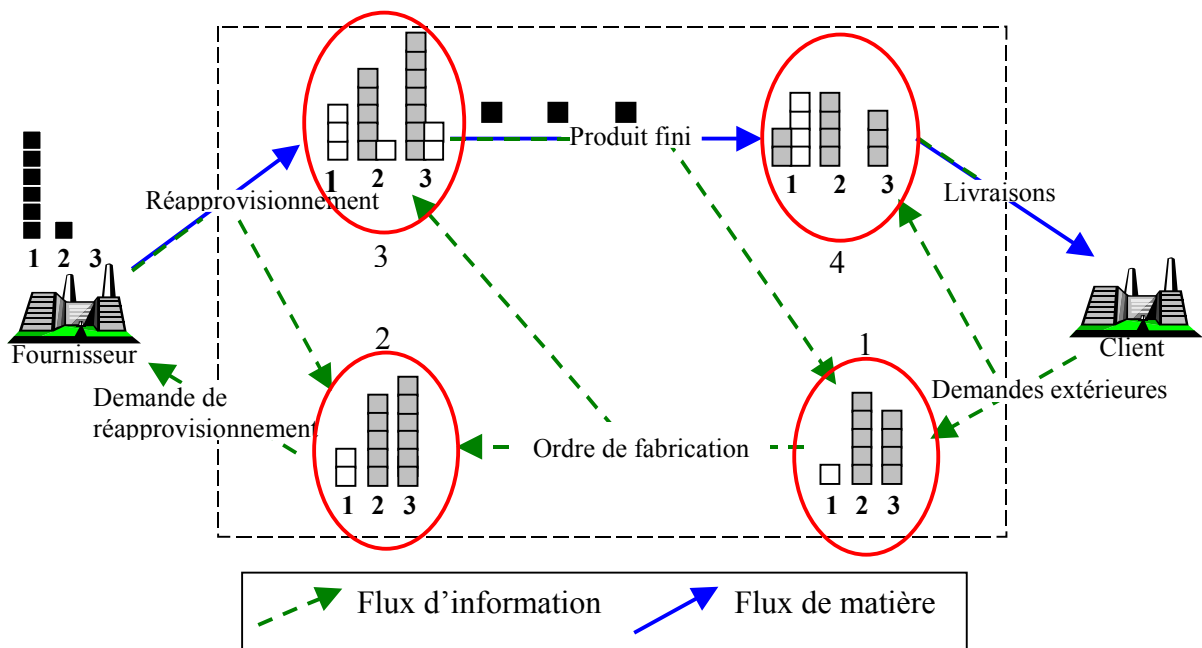 1 2 3
Produit fini
1 2 3
1 2 3
Réapprovisionnement
Livraisons
3
4
Fournisseur
2
1
Client
Demande de
réapprovisionnement
Demandes extérieures
Ordre de fabrication
1 2 3
1 2 3
Flux d’information
Flux de matière